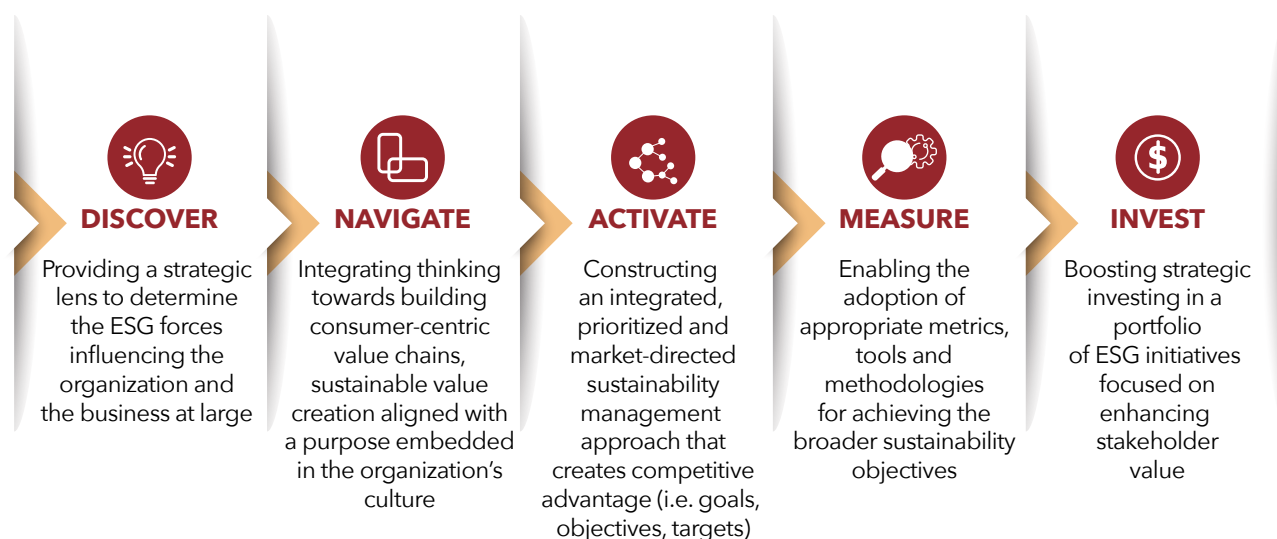 DISCOVER
Providing a strategic
lens to determine
the ESG forces
influencing the
organization and
the business at large
NAVIGATE
Integrating thinking
towards building
consumer-centric
value chains,
sustainable value
creation aligned with
a purpose embedded
in the organization's
culture
ACTIVATE
Constructing
an integrated,
prioritized and
market-directed
sustainability
management
approach that
creates competitive
advantage (i.e. goals,
objectives, targets)
MEASURE
Enabling the
adoption of
appropriate metrics,
tools and
methodologies
for achieving the
broader sustainability
objectives
$
INVEST
Boosting strategic
investing in a
portfolio
of ESG initiatives
focused on
enhancing
stakeholder
value